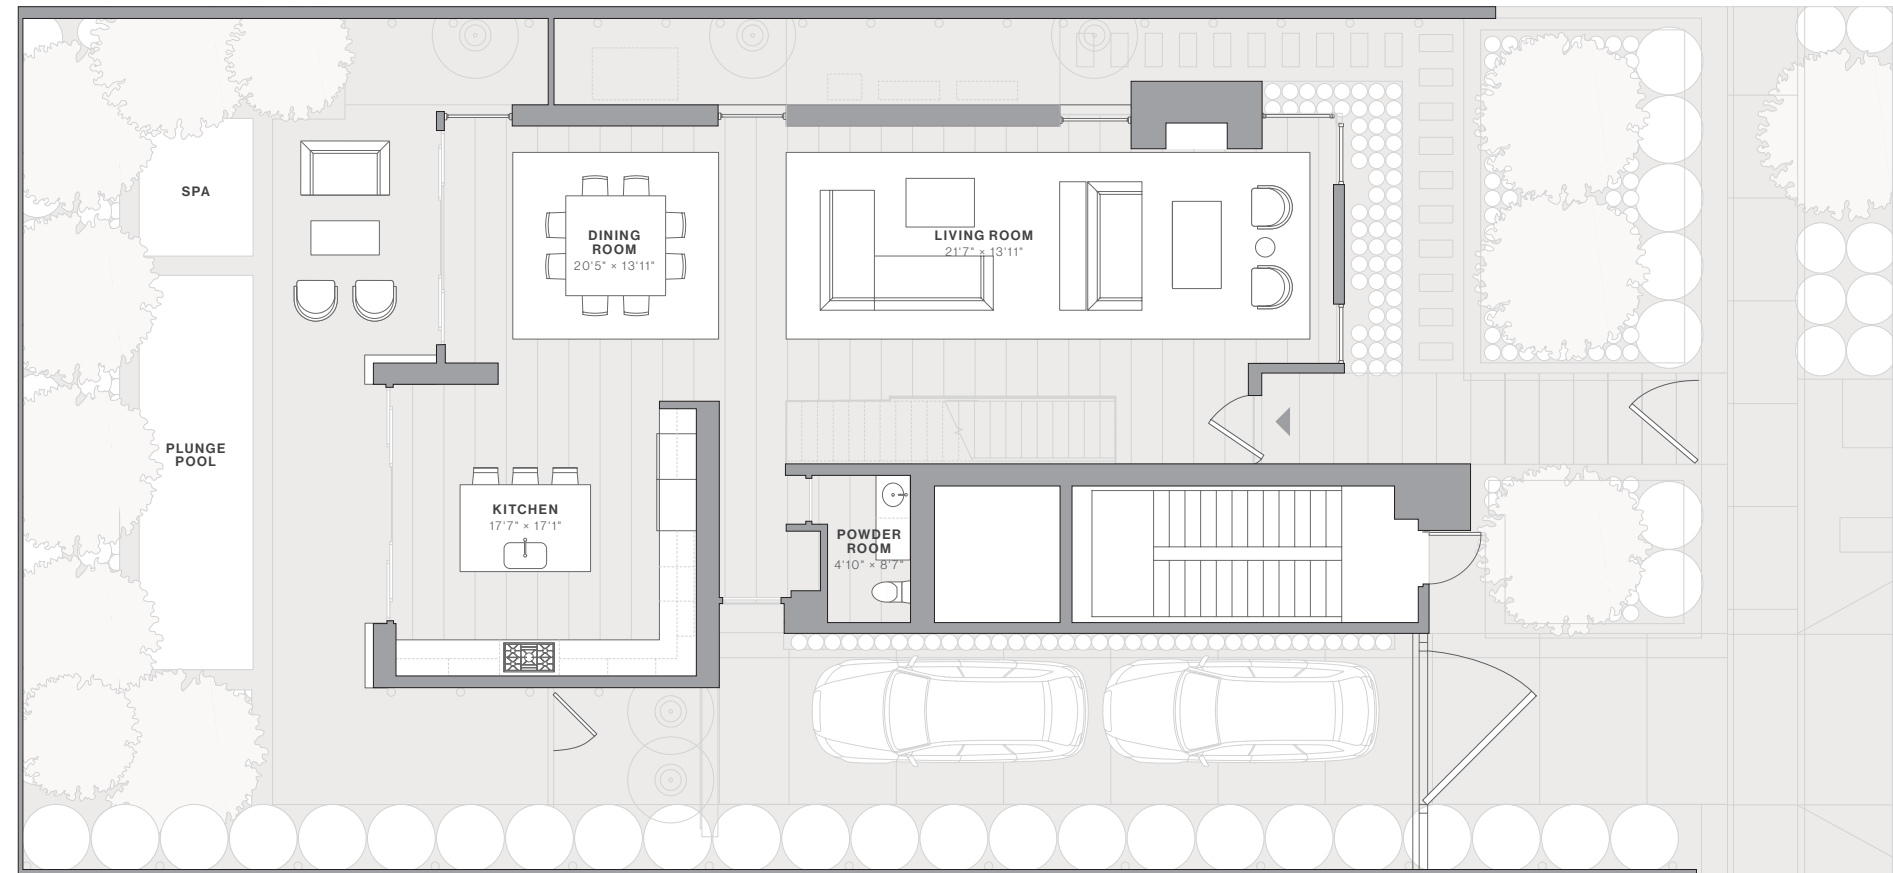 SPA
DINING
ROOM
20'5" × 13'11"
LIVING ROOM
21'7" × 13'11"
PLUNGE
POOL
KITCHEN
17'7" × 17'1"
POWDER
ROOM
4'10" × 8'7"